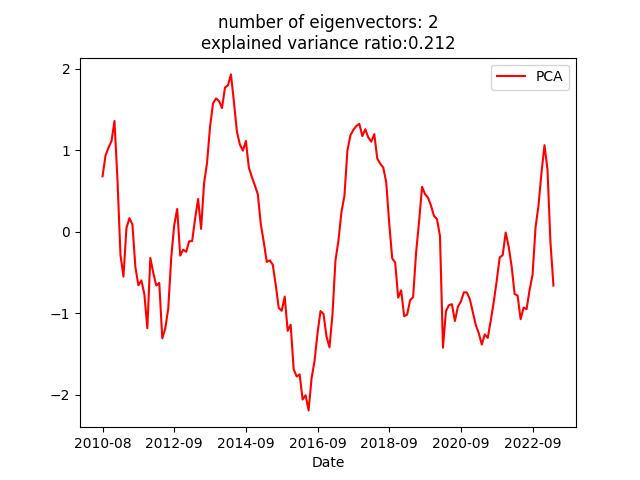 number of eigenvectors: 2
explained variance ratio:0.212
PCA
2
1
0
−1
−2
2010-08 2012-09 2014-09 2016-09 2018-09 2020-09 2022-09
Date